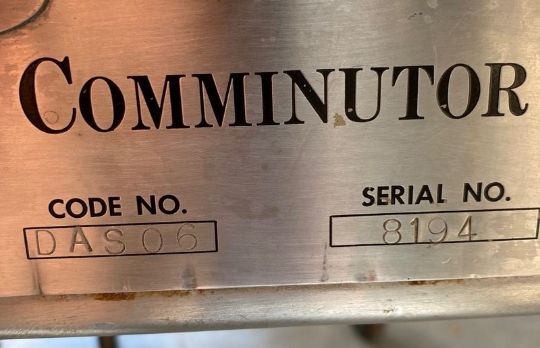 COMMINUTOR
CODE NO. SERIAL NO.
DAS06 8194